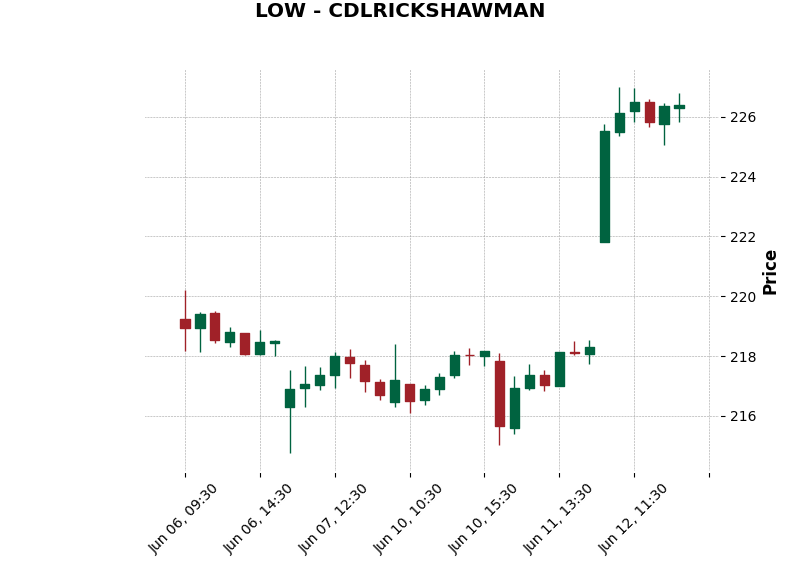 LOW - CDLRICKSHAWMAN
226
224
222
220
218
216
Price
Jun 06, 09:30
Jun 06, 14:30
Jun 07, 12:30
Jun 10, 10:30
Jun 10, 15:30
Jun 11, 13:30
Jun 12, 11:30